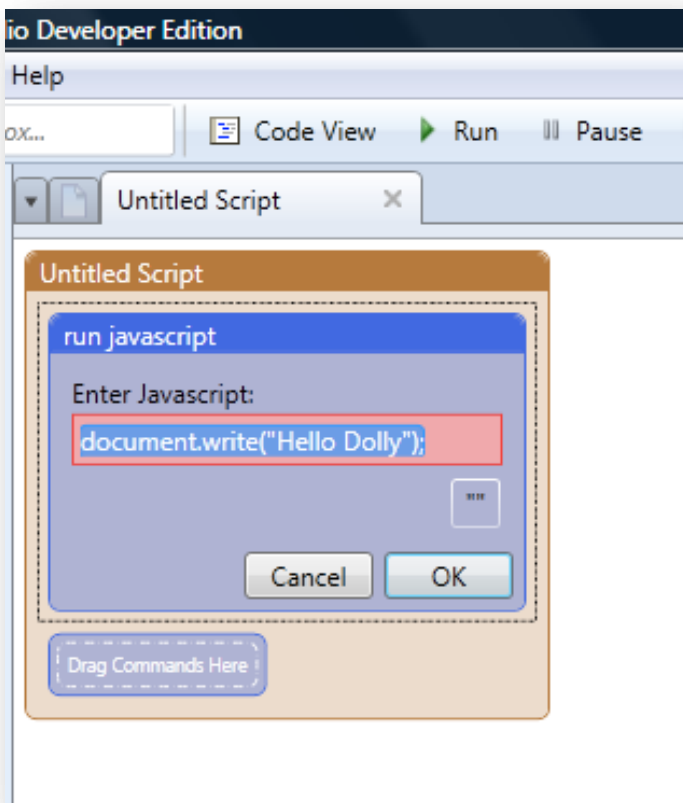 io Developer Edition
Help
ox...
Code View
Run
Pause
Untitled Script
Untitled Script
run javascript
Enter Javascript:
document.write("Hello Dolly");
""
Cancel
OK
Drag Commands Here